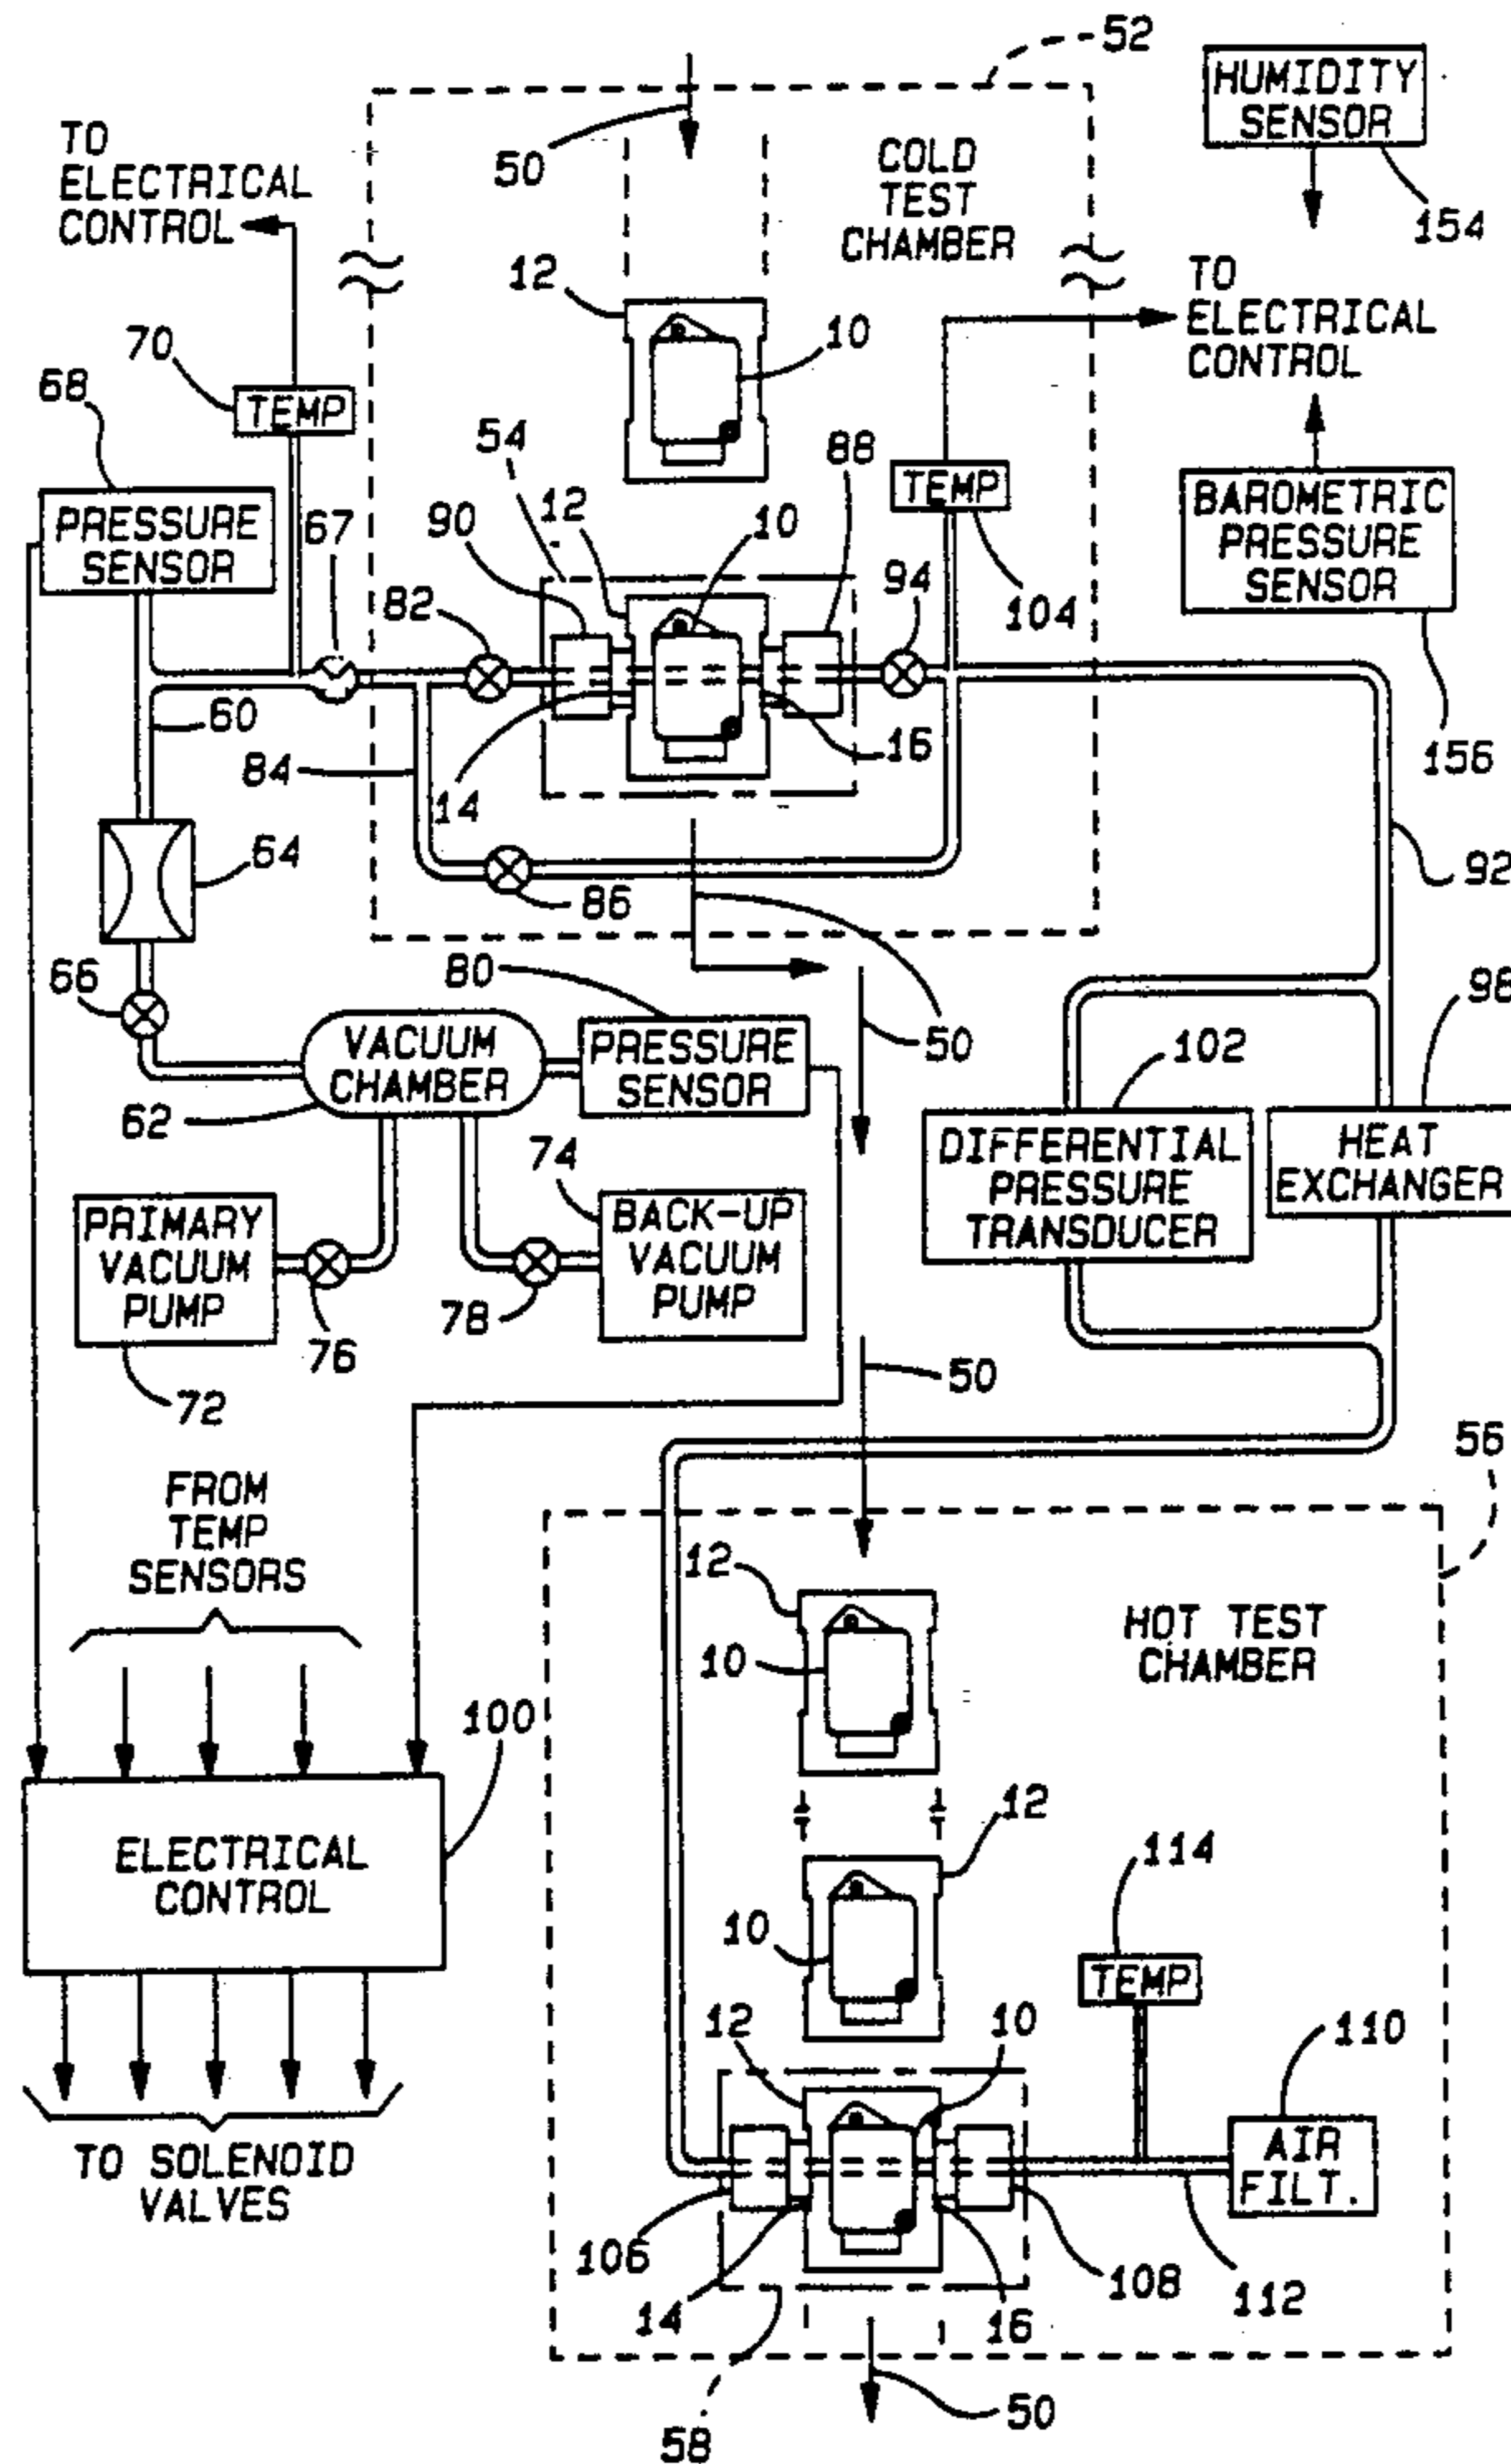 52
HUMIDITY
SENSOR
154
TO
ELECTRICAL
CONTROL
50
COLD
TEST
CHAMBER
12
10
TO
ELECTRICAL
CONTROL
70
TEMP
68
PRESSURE
SENSOR
67
54
12
10
88
90
82
94
TEMP
104
BAROMETRIC
PRESSURE
SENSOR
156
60
84
14
16
64
86
92
66
80
50
98
VACUUM
CHAMBER
62
PRESSURE
SENSOR
102
DIFFERENTIAL
PRESSURE
TRANSDUCER
HEAT
EXCHANGER
74
PRIMARY
VACUUM
PUMP
BACK-UP
VACUUM
PUMP
76
78
72
50
56
FROM
TEMP
SENSORS
12
10
HOT TEST
CHAMBER
100
ELECTRICAL
CONTROL
12
10
114
TEMP
12
10
110
AIR
FILT.
TO SOLENOID
VALVES
106
14
16
108
112
58
50